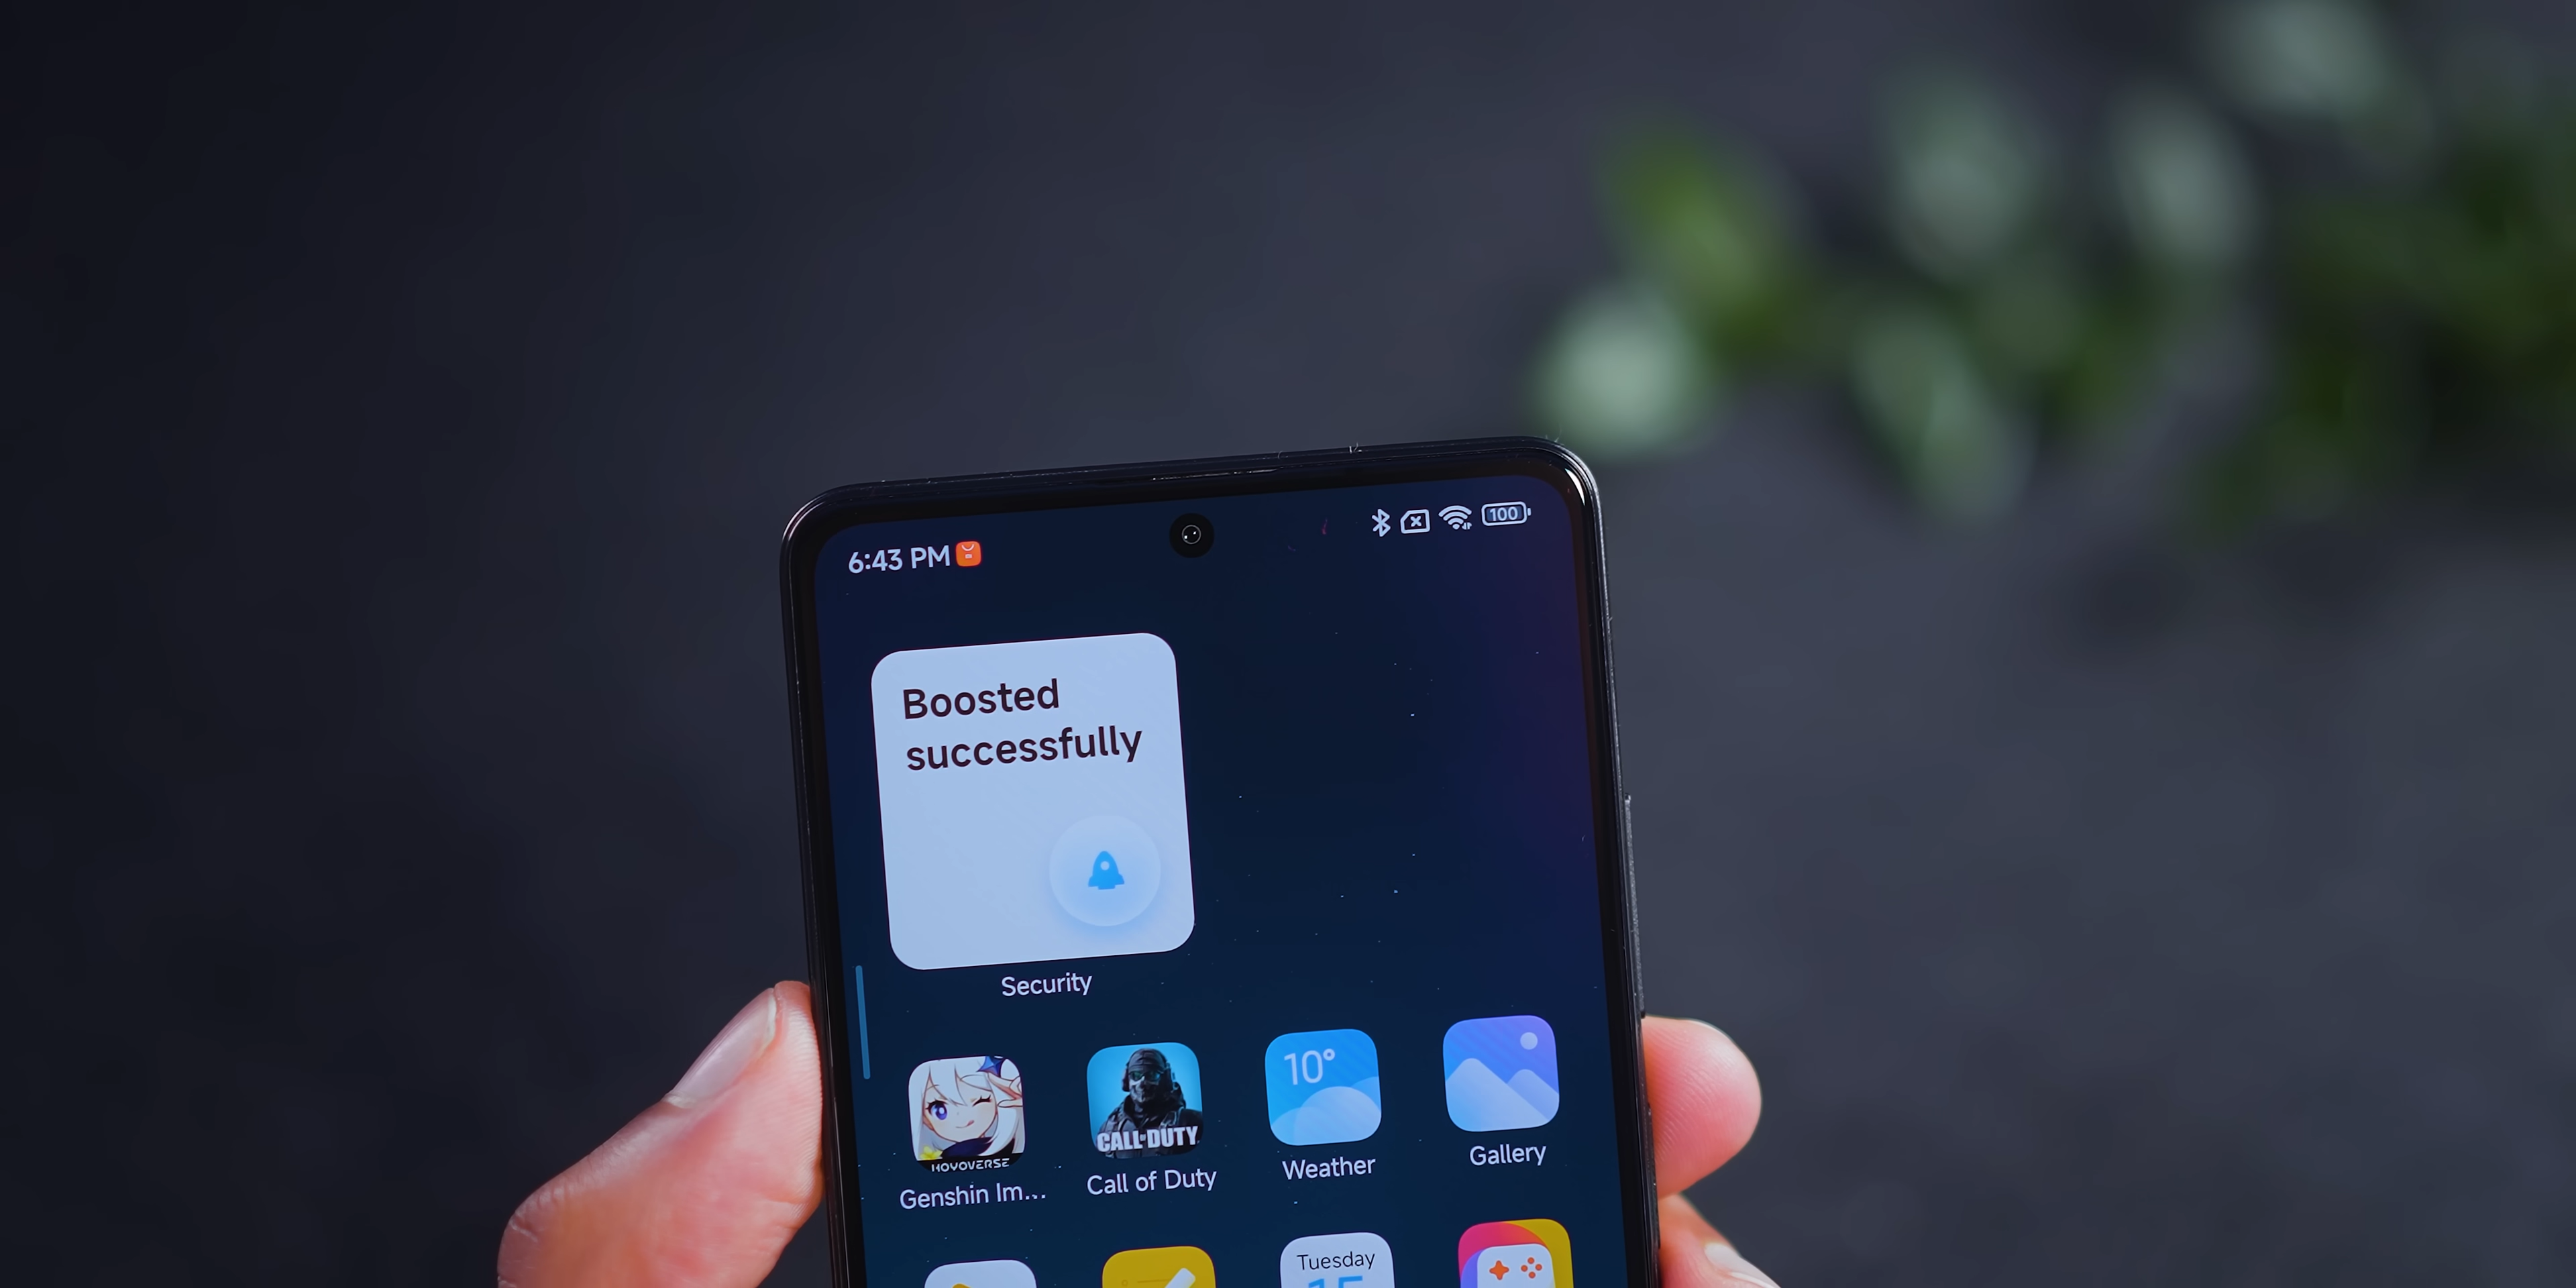 6:43 PM
100
Boosted
successfully
Security
10°
CALL·DUTY
HOYOVERSE
Genshin Im...
Call of Duty
Weather
Gallery
Tuesday
15